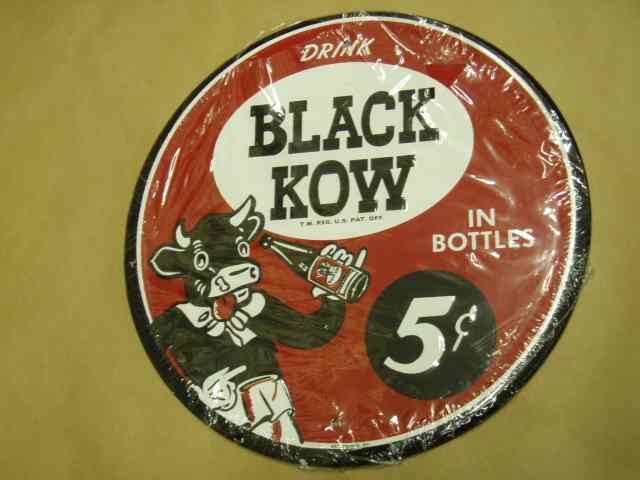 DRINK
BLACK
KOW
T.M. REG. U.S. PAT. OFF.
IN
BOTTLES
5¢